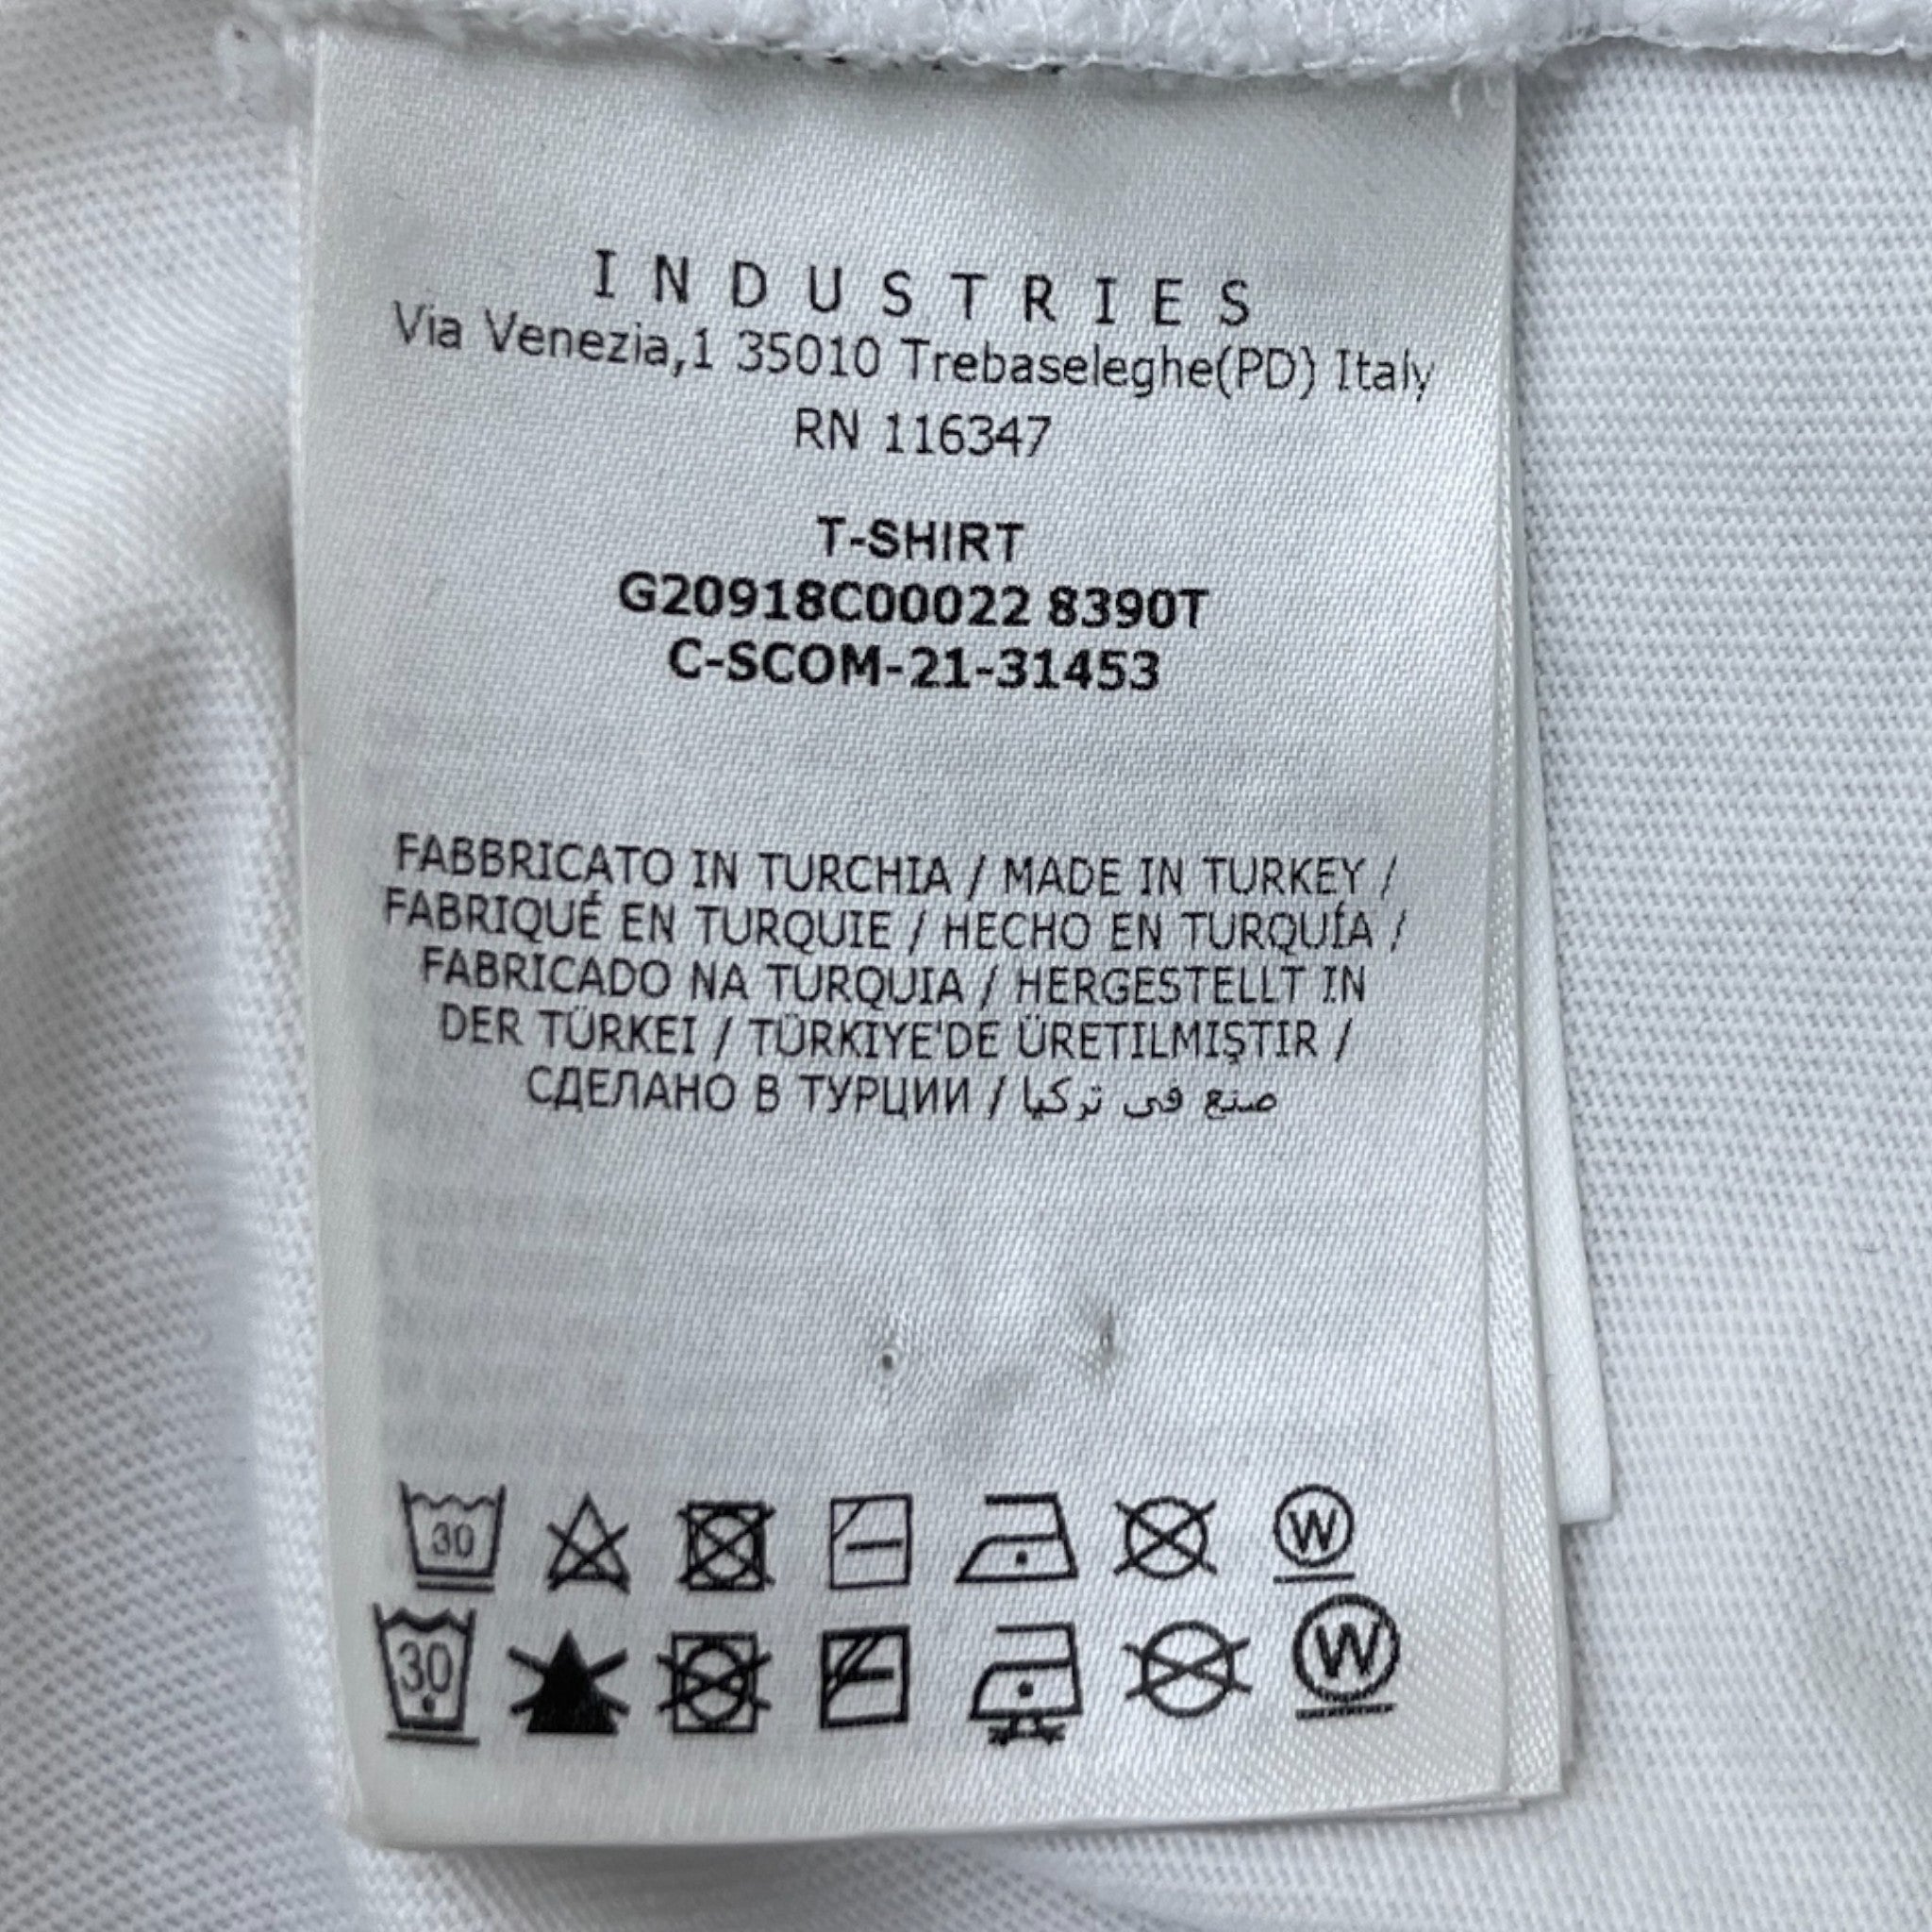 INDUSTRIES
Via Venezia,1 35010 Trebaseleghe(PD) Italy
RN 116347
T-SHIRT
G20918C00022 8390T
C-SCOM-21-31453
FABBRICATO IN TURCHIA / MADE IN TURKEY /
FABRIQUÉ EN TURQUIE / HECHO EN TURQUÍA /
FABRICADO NA TURQUIA / HERGESTELLT IN
DER TÜRKEI / TÜRKIYE'DE ÜRETILMIŞTIR /
СДЕЛАНО В ТУРЦИИ / صنع فى تركيا
30 W
30 W